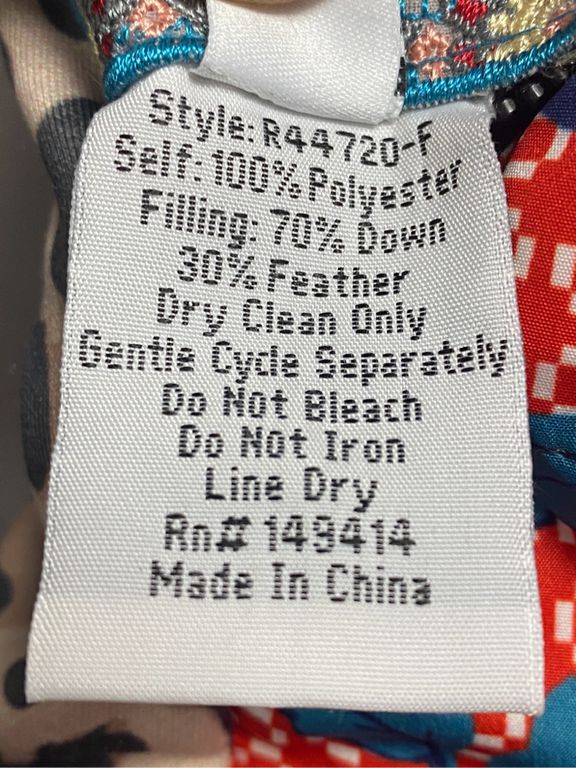 Style: R44720-F
Self: 100% Polyester
Filling: 70% Down
30% Feather
Dry Clean Only
Gentle Cycle Separately
Do Not Bleach
Do Not Iron
Line Dry
Rn# 149414
Made In China